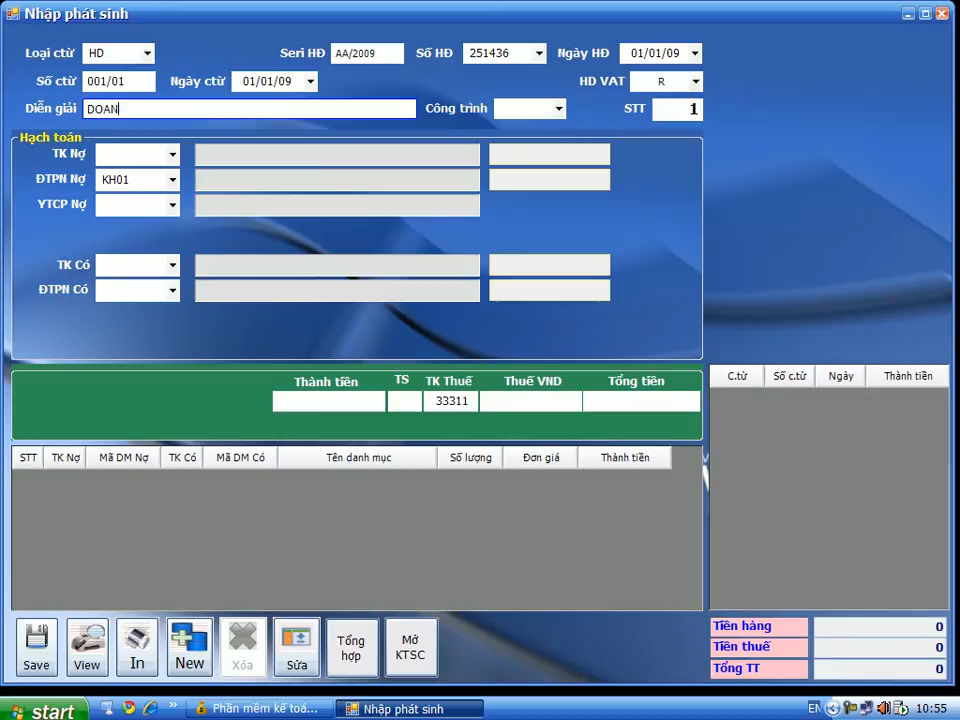 Nhập phát sinh
Loại ctừ HD Seri HĐ AA/2009 Số HĐ 251436 Ngày HĐ 01/01/09
Số ctừ 001/01 Ngày ctừ 01/01/09 HD VAT R
Diễn giải DOAN Công trình STT 1
Hạch toán
TK Nợ
ĐTPN Nợ KH01
YTCP Nợ
TK Có
ĐTPN Có
Thành tiền TS TK Thuế Thuế VND Tổng tiền
33311
C.từ Số c.từ Ngày Thành tiền
STT TK Nợ Mã DM Nợ TK Có Mã DM Có Tên danh mục Số lượng Đơn giá Thành tiền
Save View In New Xóa Sửa Tổng hợp Mở KTSC
Tiền hàng 0
Tiền thuế 0
Tổng TT 0
start Phần mềm kế toá... Nhập phát sinh EN 10:55